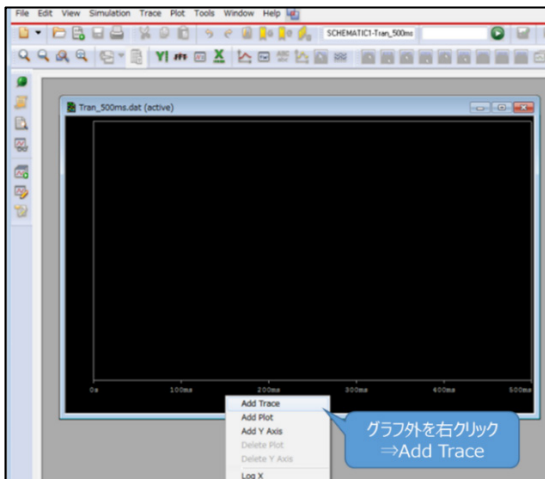 File Edit View Simulation Trace Plot Tools Window Help
SCHEMATIC1-Tran_500ms
Tran_500ms.dat (active)
0s 100ms 200ms 300ms 400ms 500ms
Add Trace
Add Plot
Add Y Axis
Delete Plot
Delete Y Axis
Log X
グラフ外を右クリック
⇒Add Trace